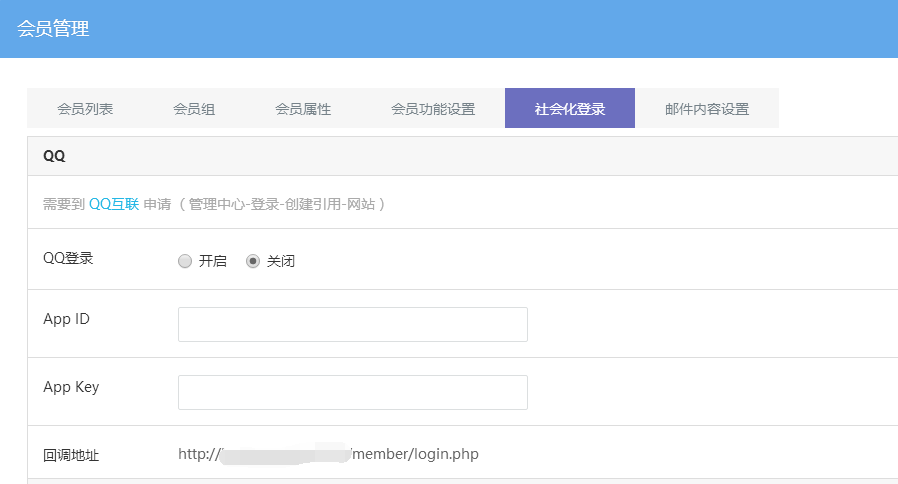 会员管理
会员列表 会员组 会员属性 会员功能设置 社会化登录 邮件内容设置
QQ
需要到 QQ互联 申请（管理中心-登录-创建引用-网站）
QQ登录 开启 关闭
App ID
App Key
回调地址 http:// /member/login.php